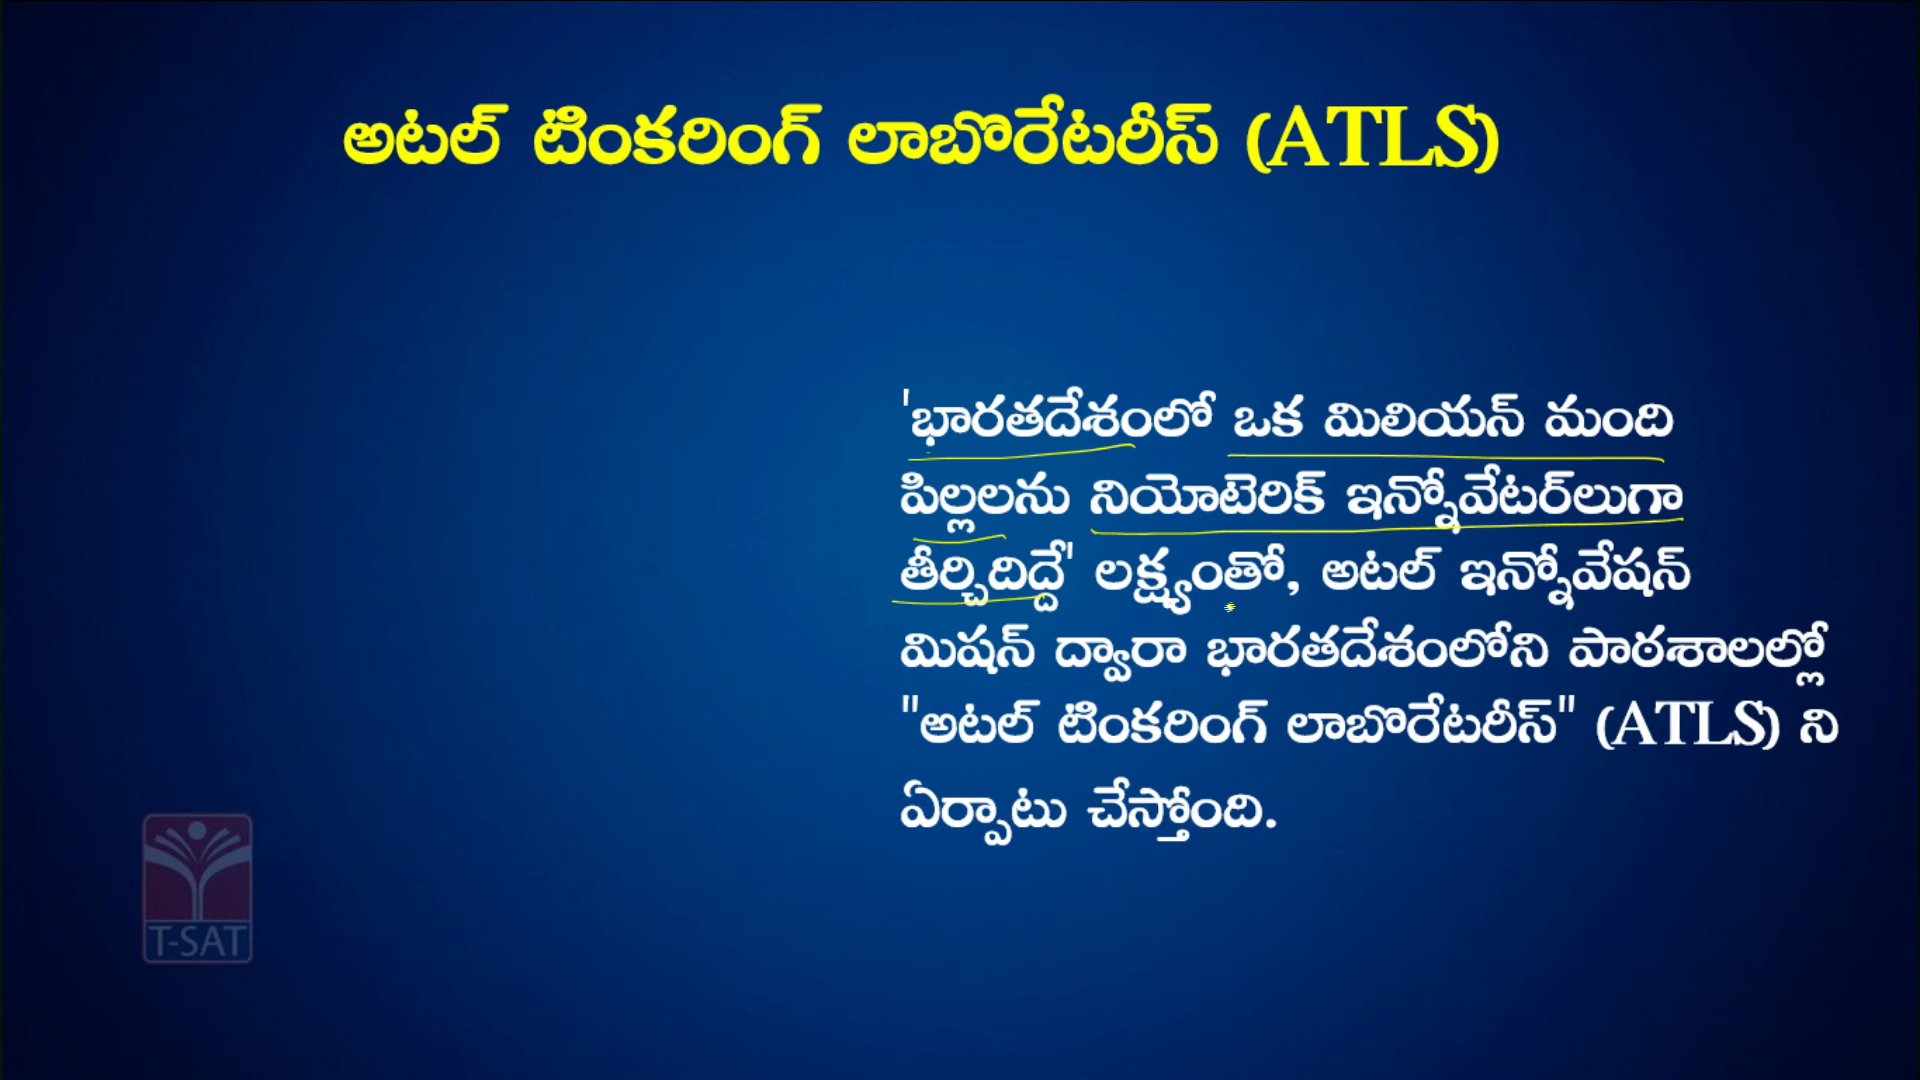 అటల్ టింకరింగ్ లాబొరేటరీస్ (ATLS)
'భారతదేశంలో ఒక మిలియన్ మంది
పిల్లలను నియోటెరిక్ ఇన్నోవేటర్‌లుగా
తీర్చిదిద్దే' లక్ష్యంతో, అటల్ ఇన్నోవేషన్
మిషన్ ద్వారా భారతదేశంలోని పాఠశాలల్లో
"అటల్ టింకరింగ్ లాబొరేటరీస్" (ATLS) ని
ఏర్పాటు చేస్తోంది.
T-SAT